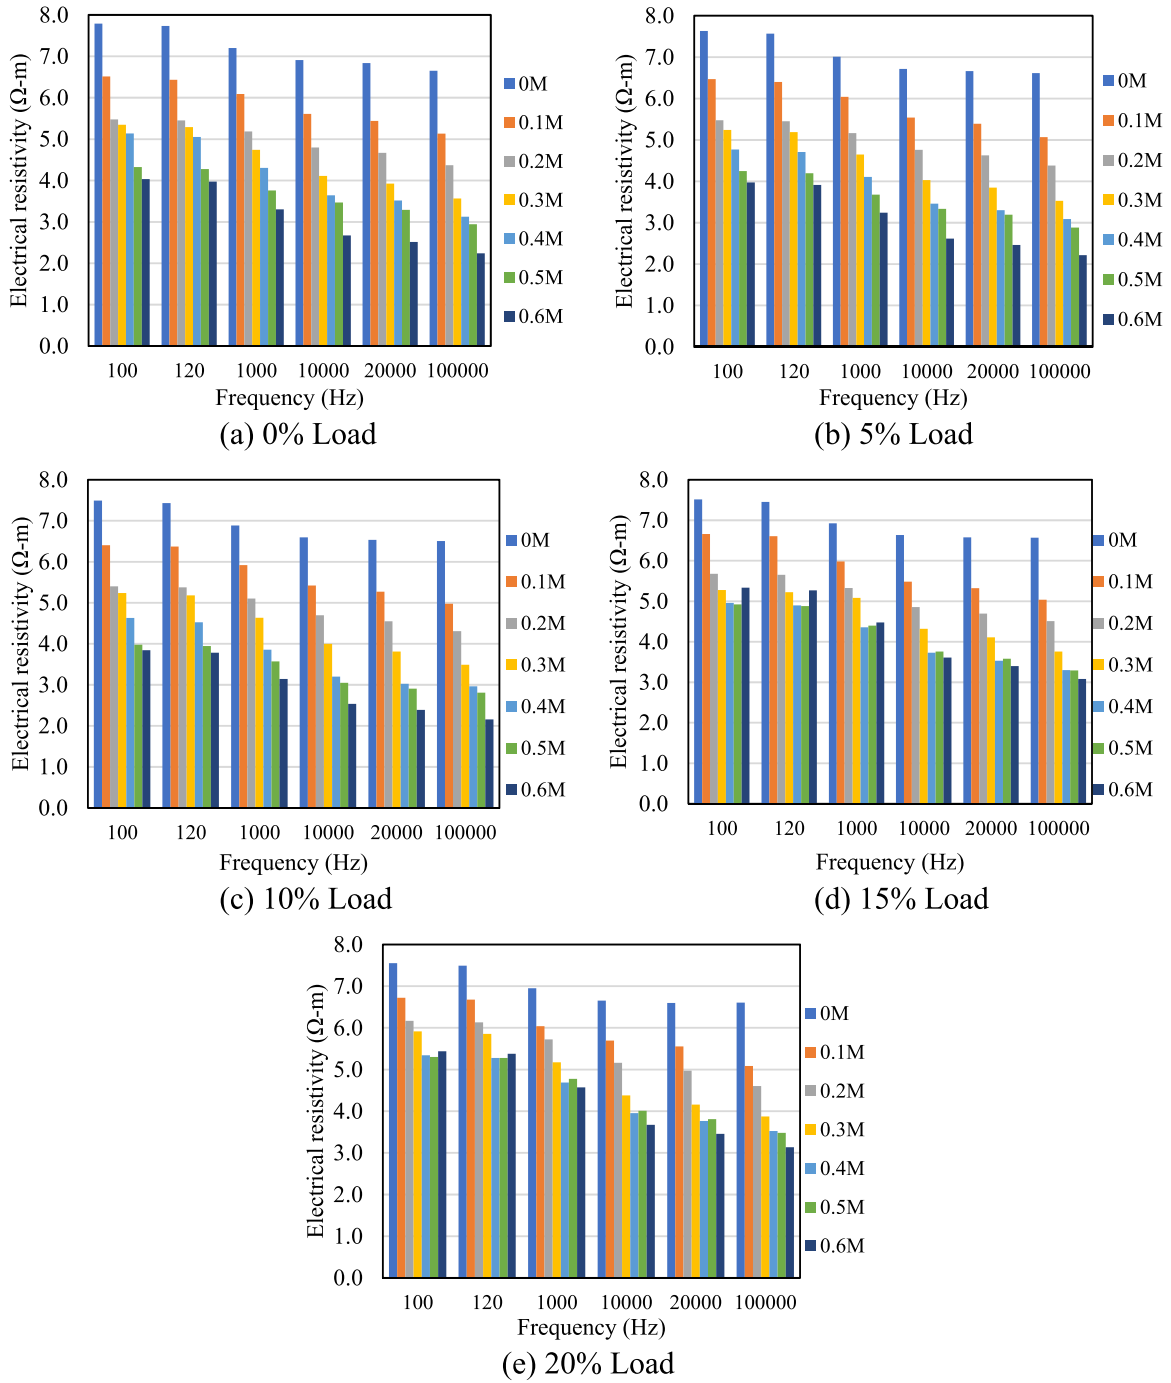 8.0
7.0
6.0
5.0
4.0
3.0
2.0
1.0
0.0
Electrical resistivity (Ω-m)
100 120 1000 10000 20000 100000
Frequency (Hz)
0M
0.1M
0.2M
0.3M
0.4M
0.5M
0.6M
(a) 0% Load
8.0
7.0
6.0
5.0
4.0
3.0
2.0
1.0
0.0
Electrical resistivity (Ω-m)
100 120 1000 10000 20000 100000
Frequency (Hz)
0M
0.1M
0.2M
0.3M
0.4M
0.5M
0.6M
(b) 5% Load
8.0
7.0
6.0
5.0
4.0
3.0
2.0
1.0
0.0
Electrical resistivity (Ω-m)
100 120 1000 10000 20000 100000
Frequency (Hz)
0M
0.1M
0.2M
0.3M
0.4M
0.5M
0.6M
(c) 10% Load
8.0
7.0
6.0
5.0
4.0
3.0
2.0
1.0
0.0
Electrical resistivity (Ω-m)
100 120 1000 10000 20000 100000
Frequency (Hz)
0M
0.1M
0.2M
0.3M
0.4M
0.5M
0.6M
(d) 15% Load
8.0
7.0
6.0
5.0
4.0
3.0
2.0
1.0
0.0
Electrical resistivity (Ω-m)
100 120 1000 10000 20000 100000
Frequency (Hz)
0M
0.1M
0.2M
0.3M
0.4M
0.5M
0.6M
(e) 20% Load